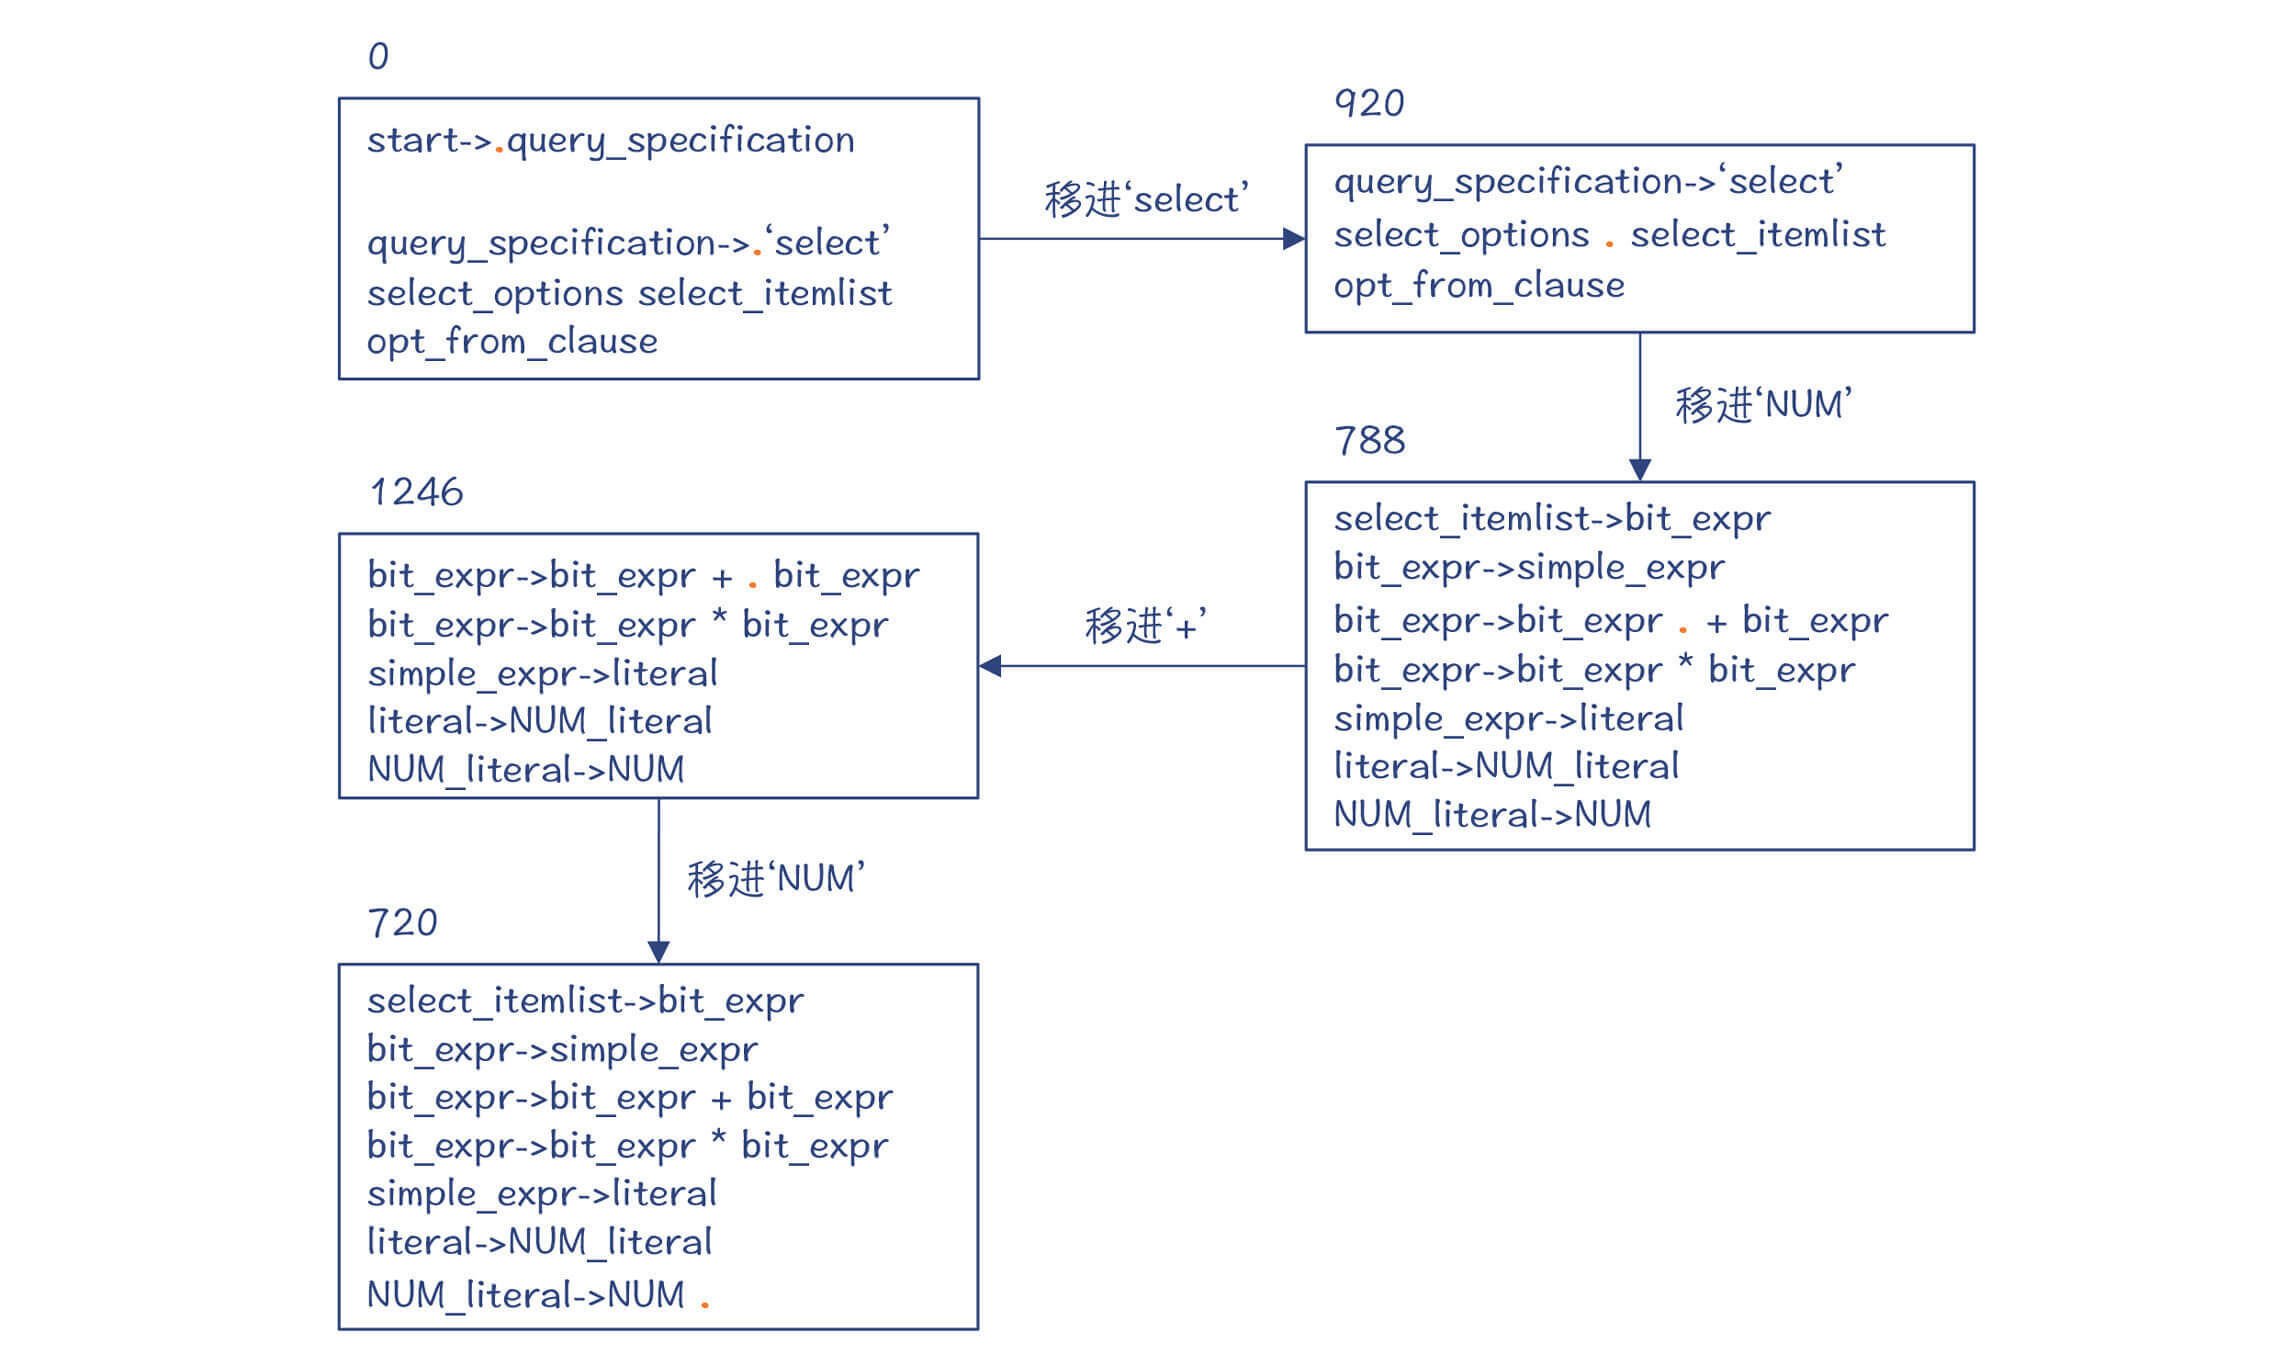 0
start->.query_specification
query_specification->.‘select’
select_options select_itemlist
opt_from_clause
移进‘select’
920
query_specification->‘select’
select_options . select_itemlist
opt_from_clause
移进‘NUM’
788
select_itemlist->bit_expr
bit_expr->simple_expr
bit_expr->bit_expr . + bit_expr
bit_expr->bit_expr * bit_expr
simple_expr->literal
literal->NUM_literal
NUM_literal->NUM
移进‘+’
1246
bit_expr->bit_expr + . bit_expr
bit_expr->bit_expr * bit_expr
simple_expr->literal
literal->NUM_literal
NUM_literal->NUM
移进‘NUM’
720
select_itemlist->bit_expr
bit_expr->simple_expr
bit_expr->bit_expr + bit_expr
bit_expr->bit_expr * bit_expr
simple_expr->literal
literal->NUM_literal
NUM_literal->NUM .